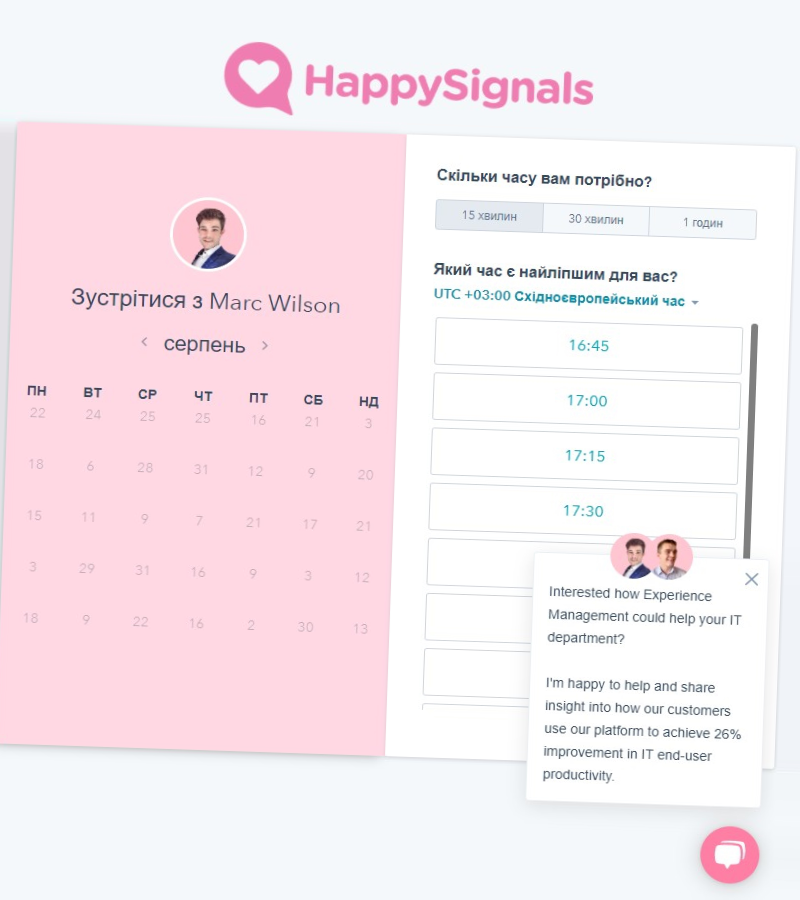 HappySignals
Зустрітися з Marc Wilson
серпень
ПН ВТ СР ЧТ ПТ СБ НД
22 24 25 25 16 21 3
18 6 28 31 12 9 20
15 11 9 7 21 17 21
3 29 31 16 9 3 12
18 9 22 16 2 30 13
Скільки часу вам потрібно?
15 хвилин 30 хвилин 1 годин
Який час є найліпшим для вас?
UTC +03:00 Східноєвропейський час
16:45
17:00
17:15
17:30
Interested how Experience
Management could help your IT
department?
I'm happy to help and share
insight into how our customers
use our platform to achieve 26%
improvement in IT end-user
productivity.